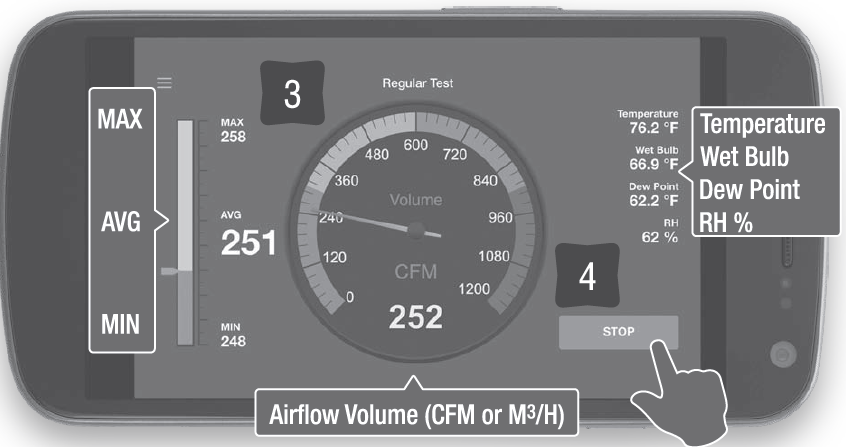 3
Regular Test
MAX
AVG
MIN
MAX
258
AVG
251
MIN
248
0
120
240
360
480
600
720
840
960
1080
1200
Volume
CFM
252
Temperature
76.2 °F
Wet Bulb
66.9 °F
Dew Point
62.2 °F
RH
62 %
Temperature
Wet Bulb
Dew Point
RH %
4
STOP
Airflow Volume (CFM or M³/H)